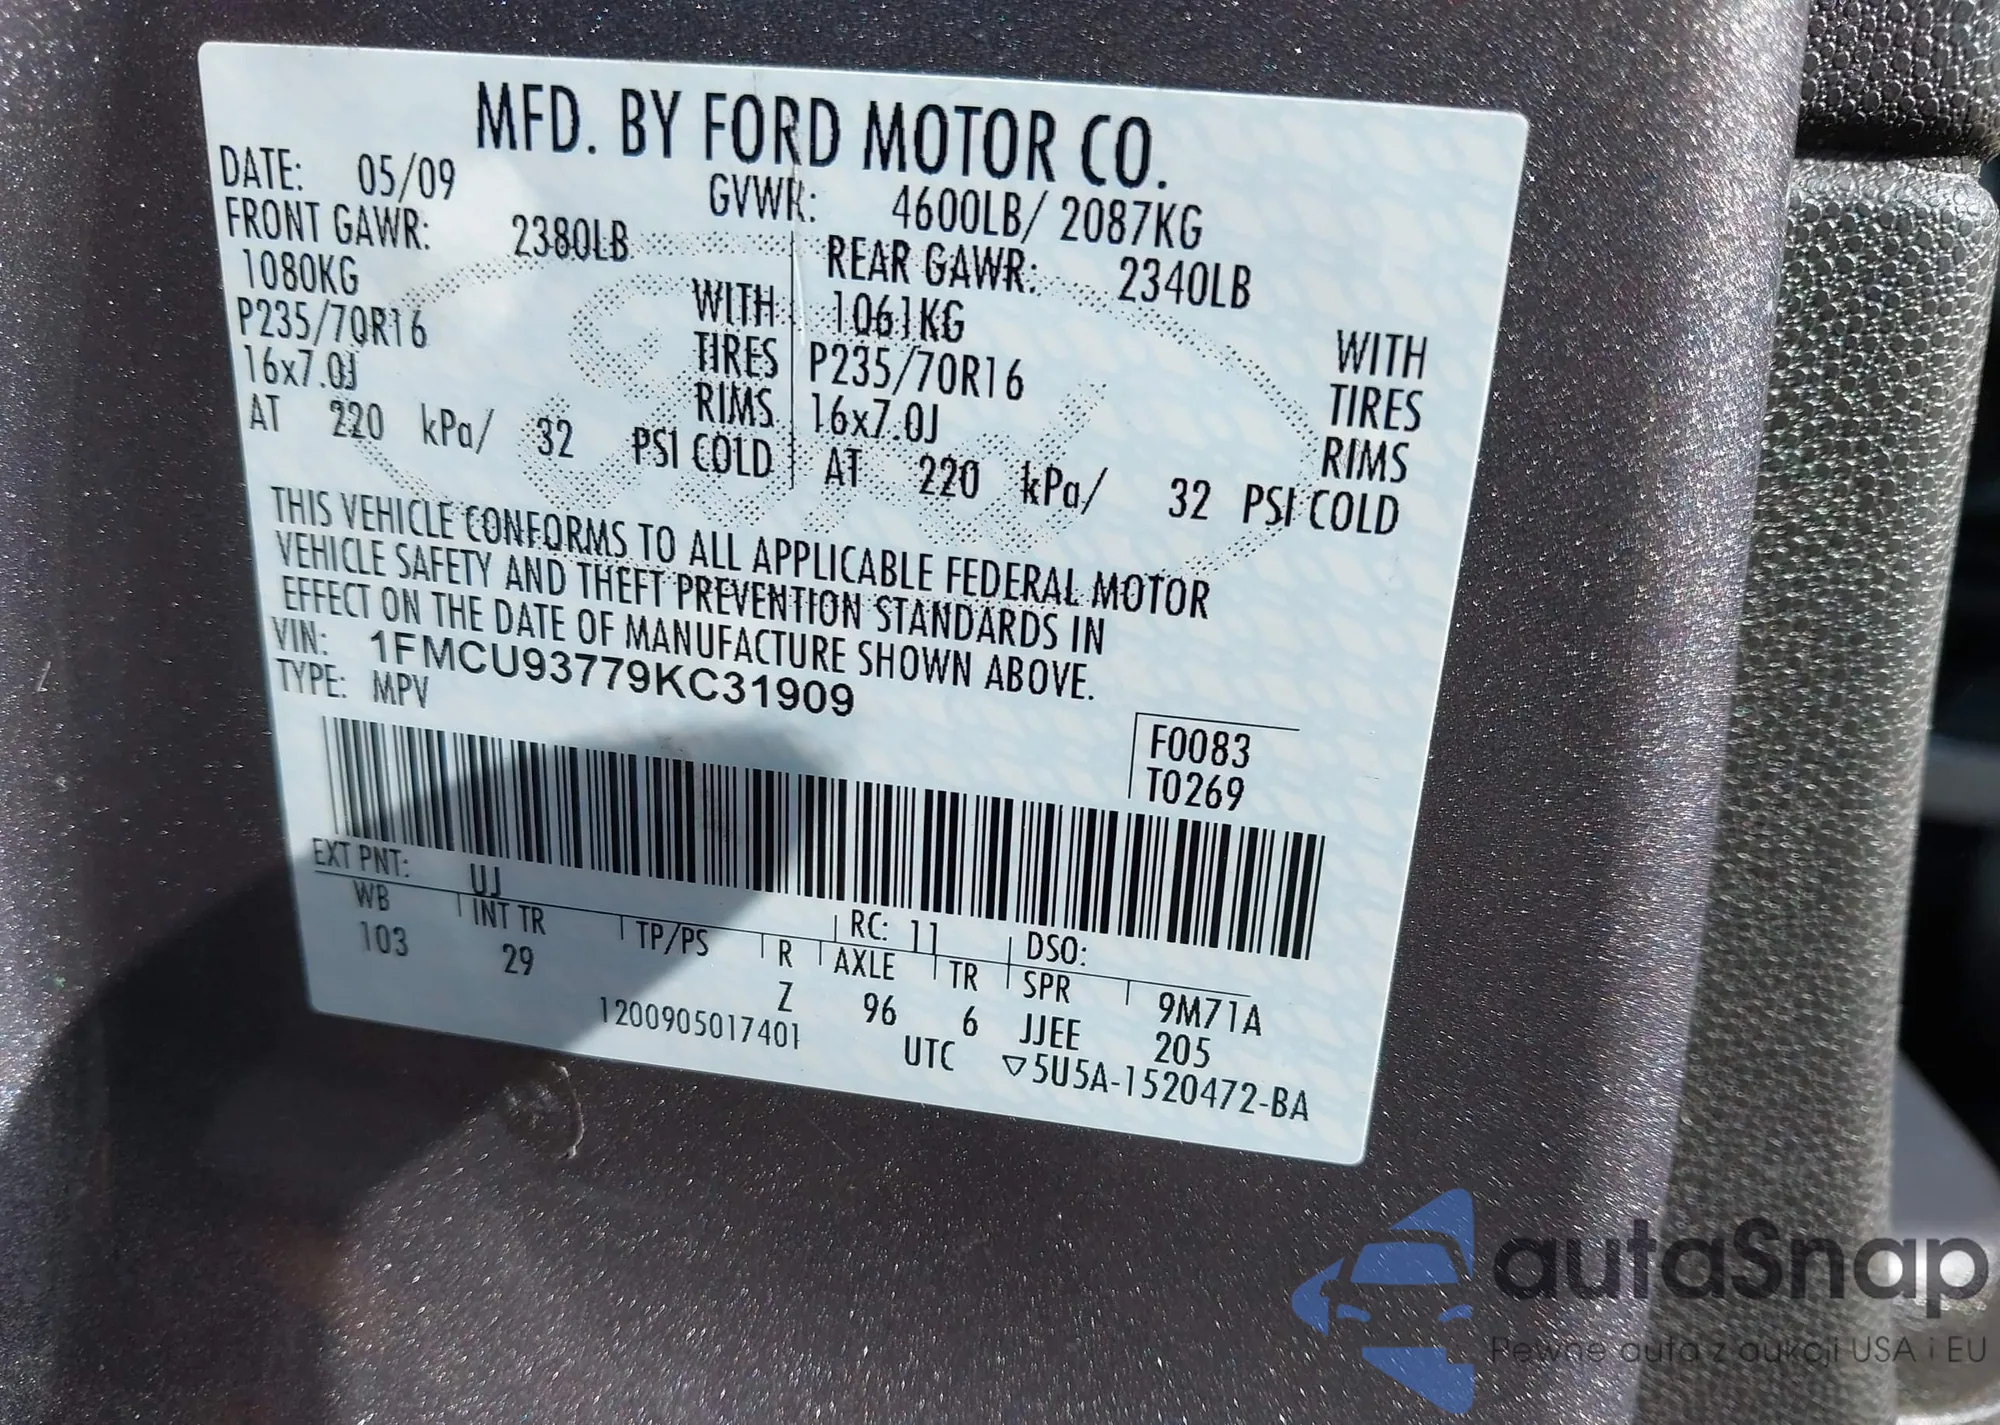 MFD. BY FORD MOTOR CO.
DATE: 05/09 GVWR: 4600LB/ 2087KG
FRONT GAWR: 2380LB REAR GAWR: 2340LB
1080KG WITH 1061KG WITH
P235/70R16 TIRES P235/70R16 TIRES
16x7.0J RIMS 16x7.0J RIMS
AT 220 kPa/ 32 PSI COLD AT 220 kPa/ 32 PSI COLD
THIS VEHICLE CONFORMS TO ALL APPLICABLE FEDERAL MOTOR
VEHICLE SAFETY AND THEFT PREVENTION STANDARDS IN
EFFECT ON THE DATE OF MANUFACTURE SHOWN ABOVE.
VIN: 1FMCU93779KC31909
TYPE: MPV
F0083
T0269
EXT PNT: UJ RC: 11 DSO:
WB INT TR TP/PS R AXLE TR SPR 9M71A
103 29 Z 96 6 JJEE 205
1200905017401 UTC ▽5U5A-1520472-BA
autaSnap
Pewne auta z aukcji USA i EU